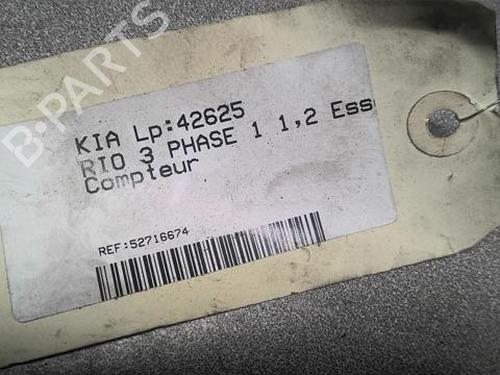 B-PARTS
KIA Lp:42625
RIO 3 PHASE 1 1,2 Ess
Compteur
REF:52716674